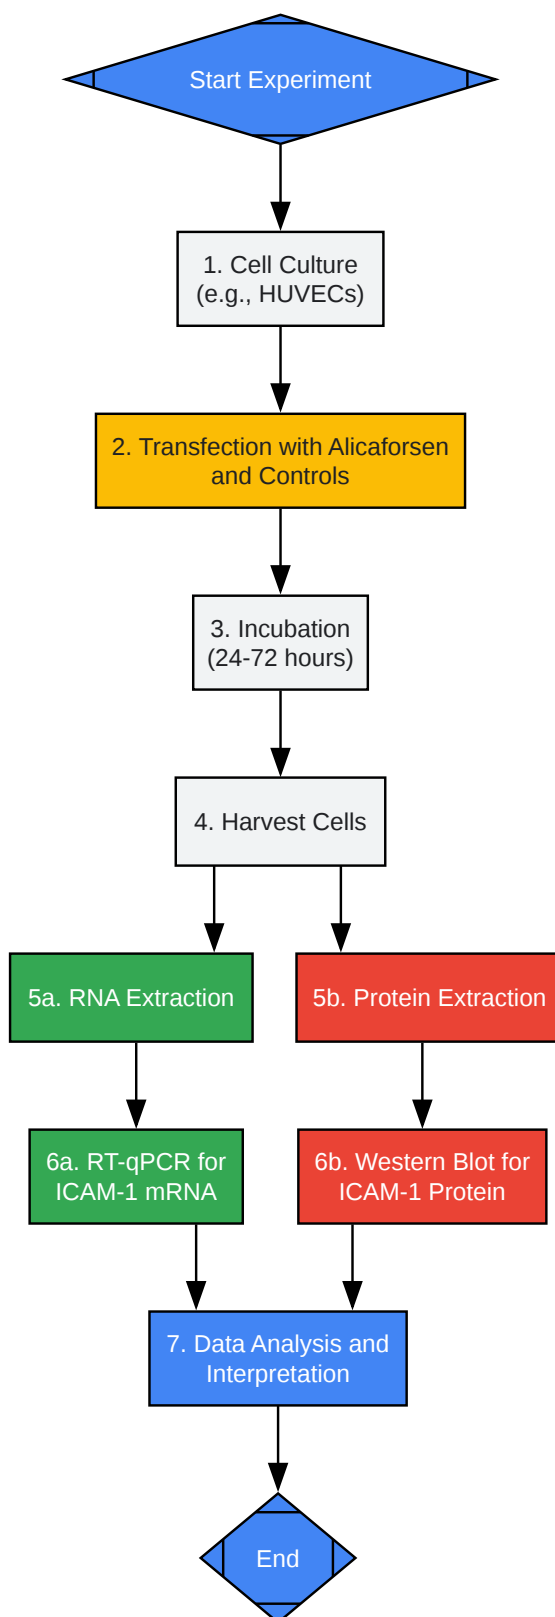 Start Experiment
1. Cell Culture
(e.g., HUVECs)
2. Transfection with Alicaforsen
and Controls
3. Incubation
(24-72 hours)
4. Harvest Cells
5a. RNA Extraction
5b. Protein Extraction
6a. RT-qPCR for
ICAM-1 mRNA
6b. Western Blot for
ICAM-1 Protein
7. Data Analysis and
Interpretation
End